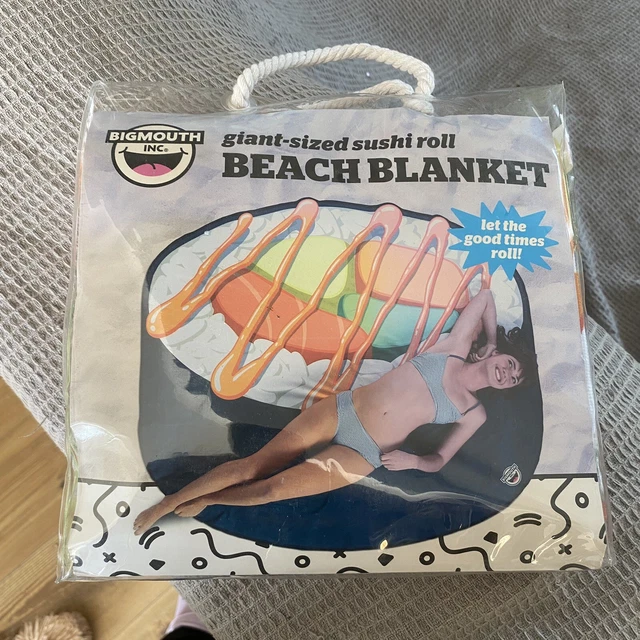 BIGMOUTH
INC®
giant-sized sushi roll
BEACH BLANKET
let the
good times
roll!